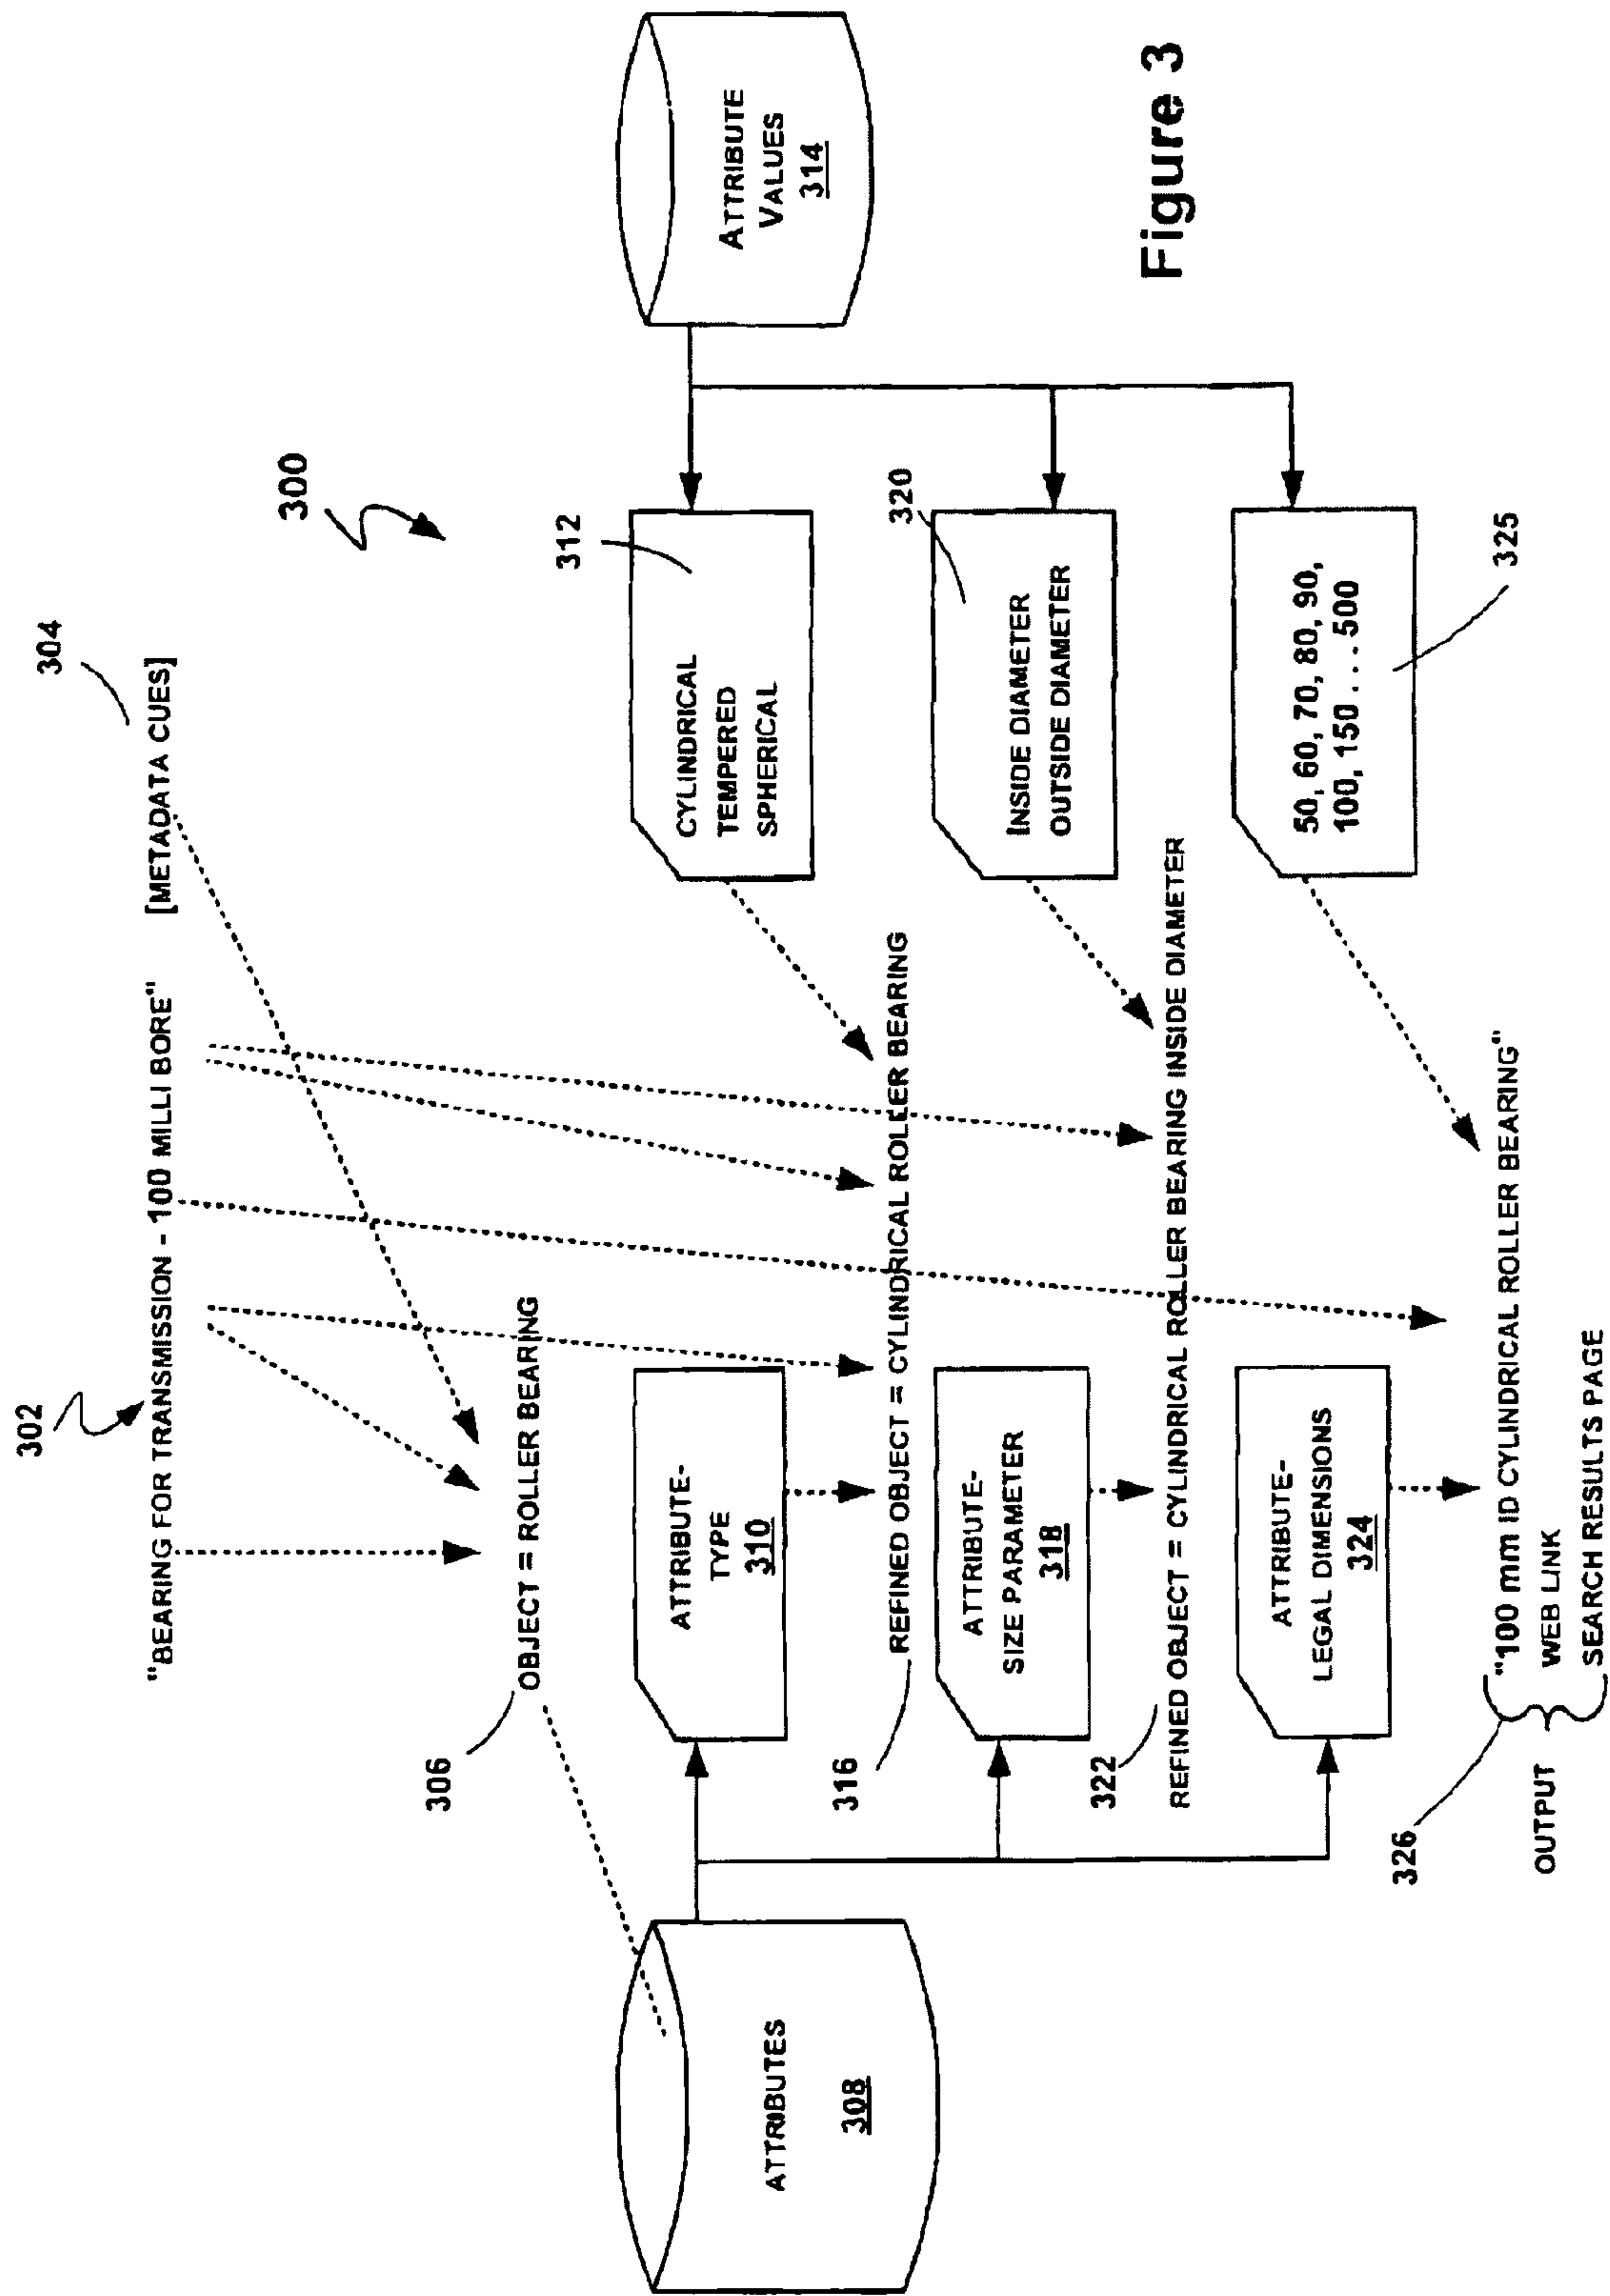 302
304
"BEARING FOR TRANSMISSION - 100 MILLI BORE" [METADATA CUES]
300
306
OBJECT = ROLLER BEARING
312
ATTRIBUTES
308
ATTRIBUTE-
TYPE
310
CYLINDRICAL
TEMPERED
SPHERICAL
ATTRIBUTE
VALUES
314
316
REFINED OBJECT = CYLINDRICAL ROLLER BEARING
320
ATTRIBUTE-
SIZE PARAMETER
318
INSIDE DIAMETER
OUTSIDE DIAMETER
322
REFINED OBJECT = CYLINDRICAL ROLLER BEARING INSIDE DIAMETER
ATTRIBUTE-
LEGAL DIMENSIONS
324
50, 60, 70, 80, 90,
100, 150 . . . 500
325
326
OUTPUT
"100 mm ID CYLINDRICAL ROLLER BEARING"
WEB LINK
SEARCH RESULTS PAGE
Figure 3